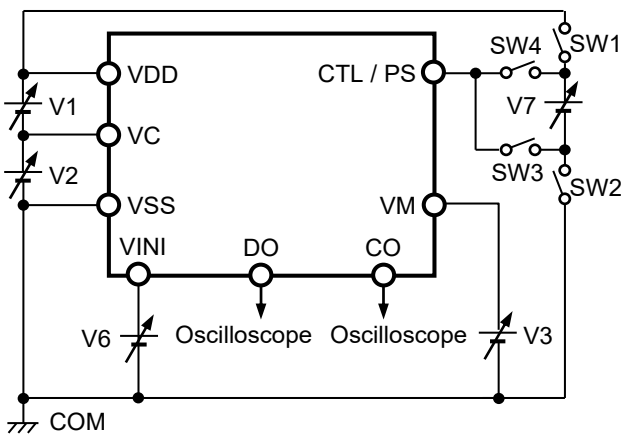 SW1
SW4
VDD
CTL / PS
V1
V7
VC
V2
SW3
SW2
VSS
VM
VINI
DO
CO
V6
Oscilloscope
Oscilloscope
V3
COM